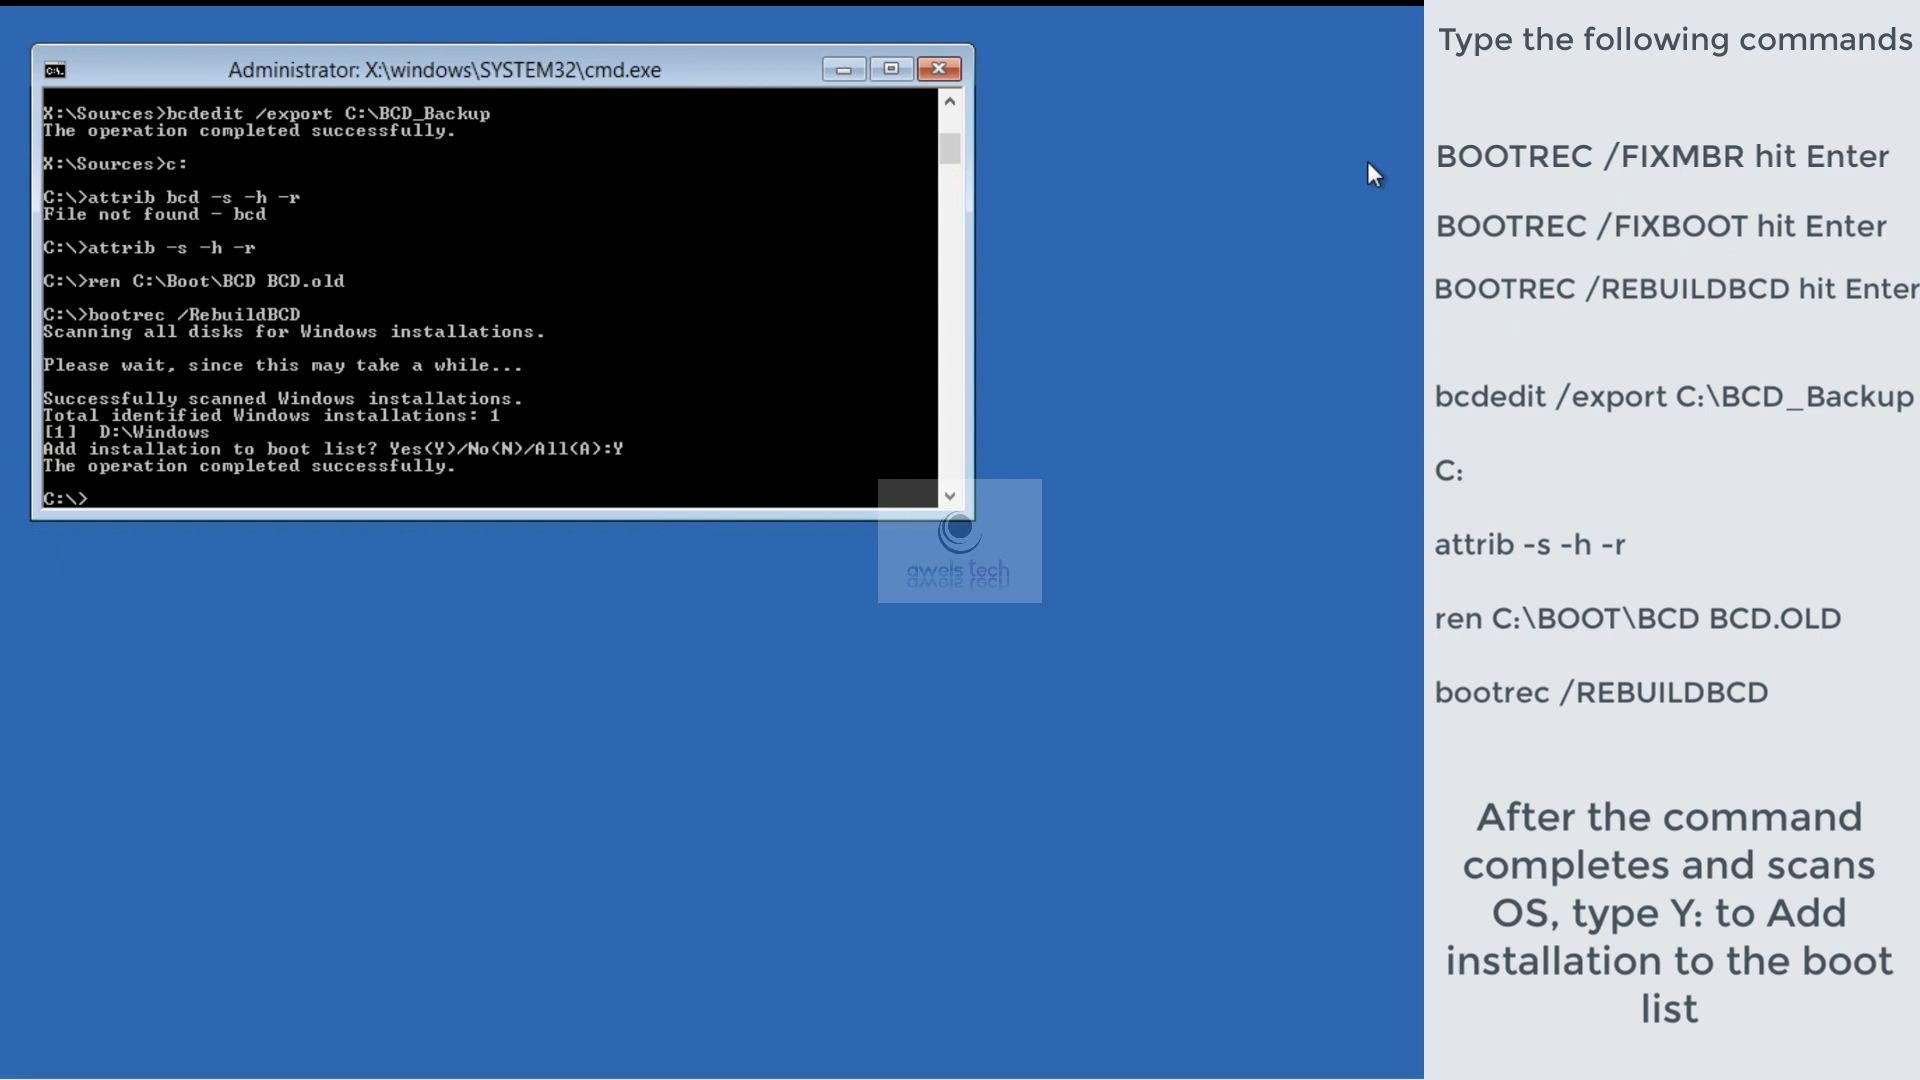 Administrator: X:\windows\SYSTEM32\cmd.exe
X:\Sources>bcdedit /export C:\BCD_Backup
The operation completed successfully.
X:\Sources>c:
C:\>attrib bcd -s -h -r
File not found - bcd
C:\>attrib -s -h -r
C:\>ren C:\Boot\BCD BCD.old
C:\>bootrec /RebuildBCD
Scanning all disks for Windows installations.
Please wait, since this may take a while...
Successfully scanned Windows installations.
Total identified Windows installations: 1
[1]  D:\Windows
Add installation to boot list? Yes(Y)/No(N)/All(A):Y
The operation completed successfully.
C:\>
awels tech
Type the following commands
BOOTREC /FIXMBR hit Enter
BOOTREC /FIXBOOT hit Enter
BOOTREC /REBUILDBCD hit Enter
bcdedit /export C:\BCD_Backup
C:
attrib -s -h -r
ren C:\BOOT\BCD BCD.OLD
bootrec /REBUILDBCD
After the command
completes and scans
OS, type Y: to Add
installation to the boot
list